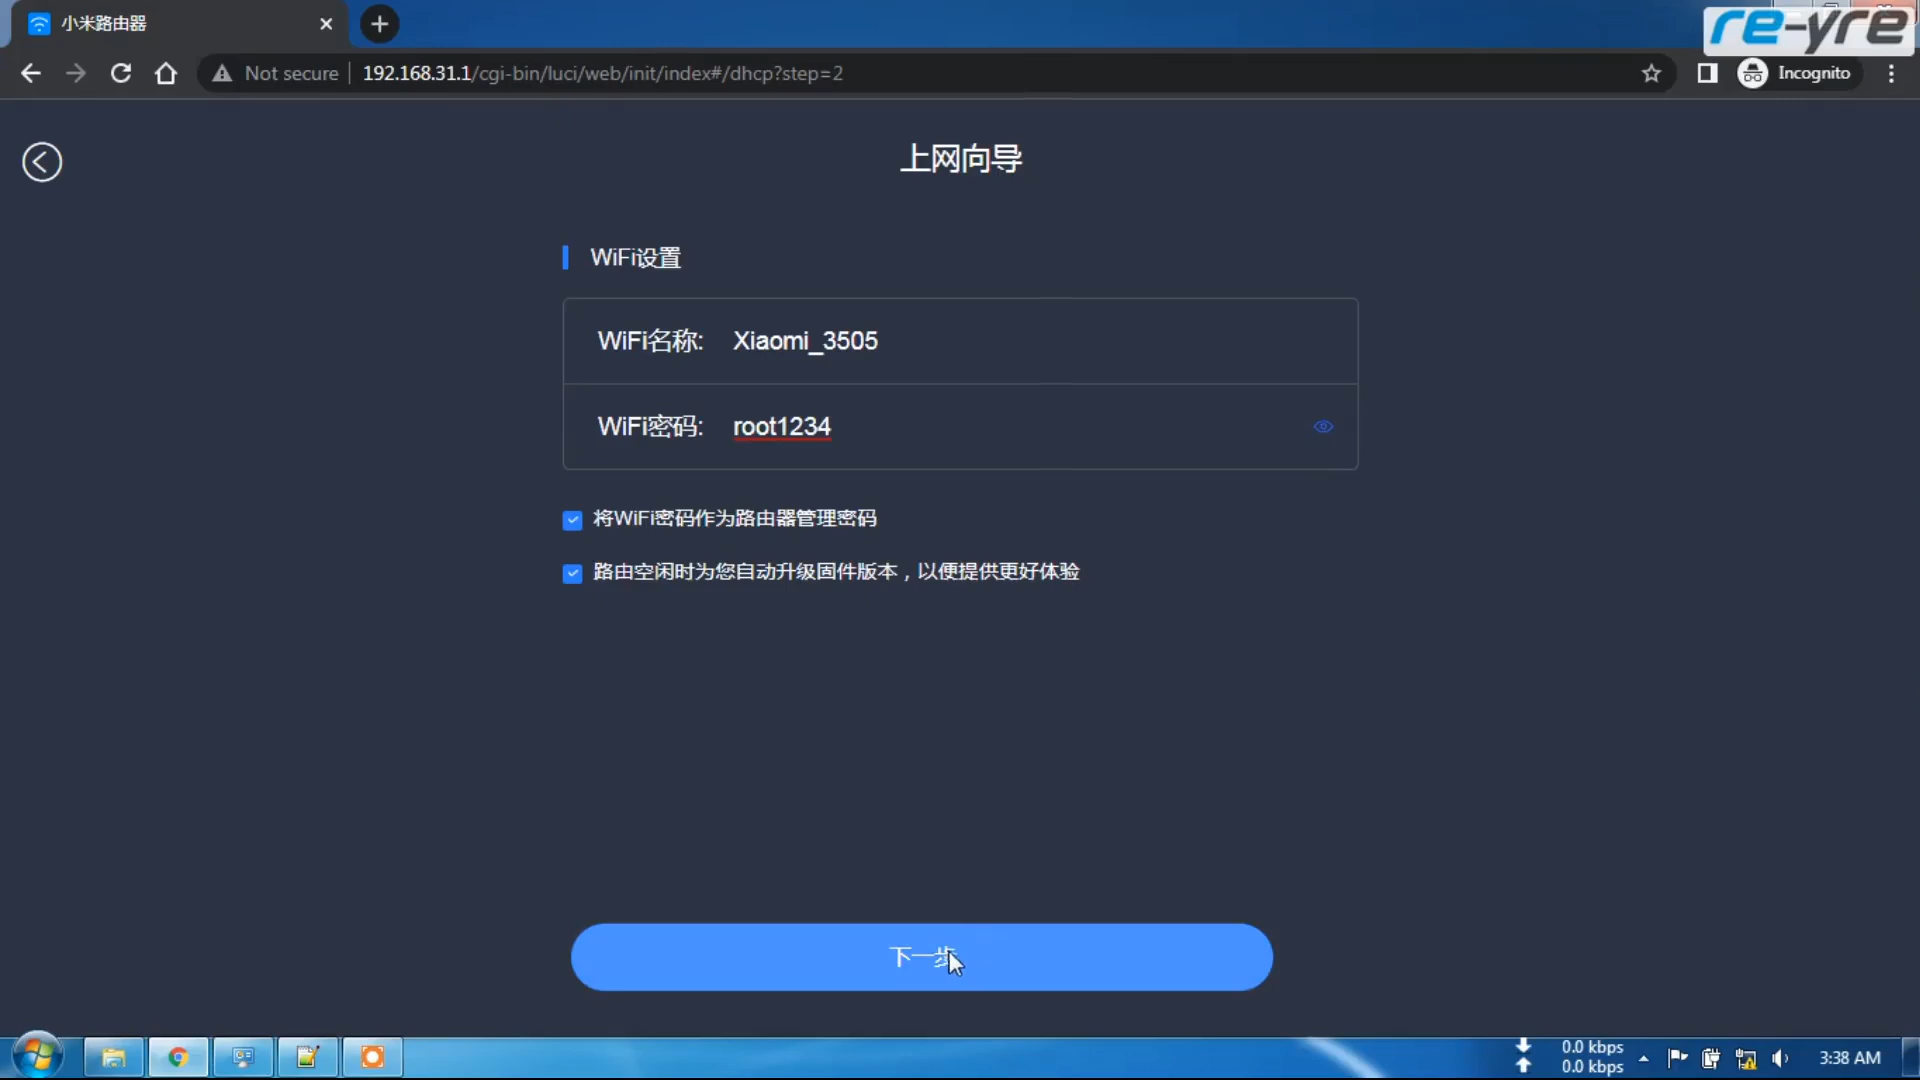 小米路由器
re-yre
Not secure
192.168.31.1/cgi-bin/luci/web/init/index#/dhcp?step=2
Incognito
上网向导
WiFi设置
WiFi名称: Xiaomi_3505
WiFi密码: root1234
将WiFi密码作为路由器管理密码
路由空闲时为您自动升级固件版本，以便提供更好体验
下一步
0.0 kbps
0.0 kbps
3:38 AM